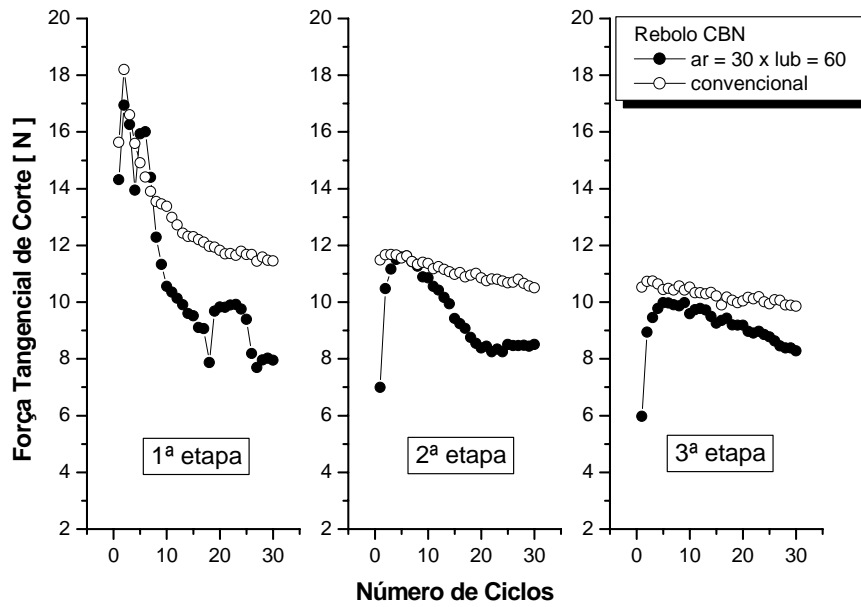 Rebolo CBN
ar = 30 x lub = 60
convencional
Força Tangencial de Corte [ N ]
20
18
16
14
12
10
8
6
4
2
1ª etapa
0 10 20 30
20
18
16
14
12
10
8
6
4
2
2ª etapa
0 10 20 30
20
18
16
14
12
10
8
6
4
2
3ª etapa
0 10 20 30
Número de Ciclos